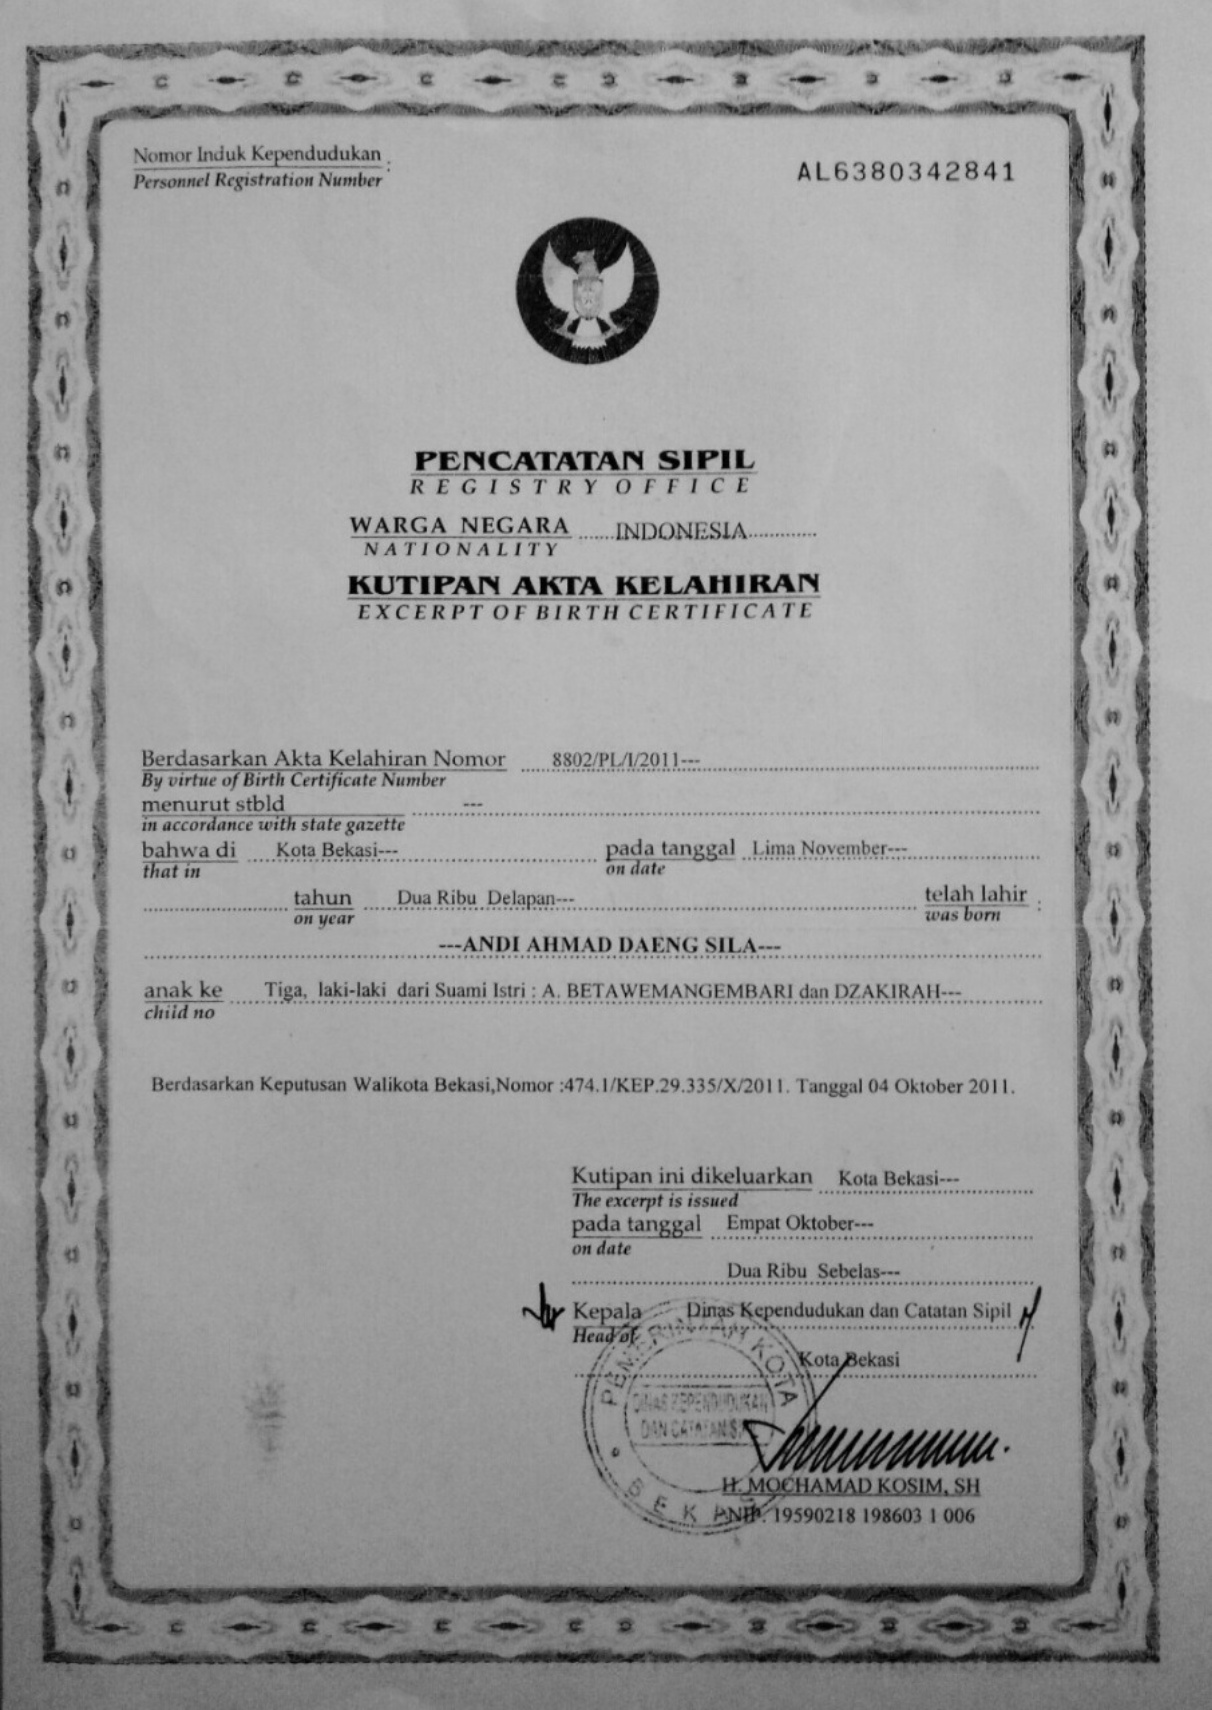 Nomor Induk Kependudukan :
Personnel Registration Number
AL6380342841
PENCATATAN SIPIL
REGISTRY OFFICE
WARGA NEGARA ......INDONESIA.............
NATIONALITY
KUTIPAN AKTA KELAHIRAN
EXCERPT OF BIRTH CERTIFICATE
Berdasarkan Akta Kelahiran Nomor 8802/PL/I/2011---
By virtue of Birth Certificate Number
menurut stbld ---
in accordance with state gazette
bahwa di Kota Bekasi--- pada tanggal Lima November---
that in on date
tahun Dua Ribu Delapan--- telah lahir :
on year was born
---ANDI AHMAD DAENG SILA---
anak ke Tiga, laki-laki dari Suami Istri : A. BETAWEMANGEMBARI dan DZAKIRAH---
chiid no
Berdasarkan Keputusan Walikota Bekasi,Nomor :474.1/KEP.29.335/X/2011. Tanggal 04 Oktober 2011.
Kutipan ini dikeluarkan Kota Bekasi---
The excerpt is issued
pada tanggal Empat Oktober---
on date
Dua Ribu Sebelas---
Kepala Dinas Kependudukan dan Catatan Sipil
Head of
Kota Bekasi
PEMERINTAH KOTA
DINAS KEPENDUDUKAN
DAN CATATAN
BEKASI
H. MOCHAMAD KOSIM, SH
NIP. 19590218 198603 1 006